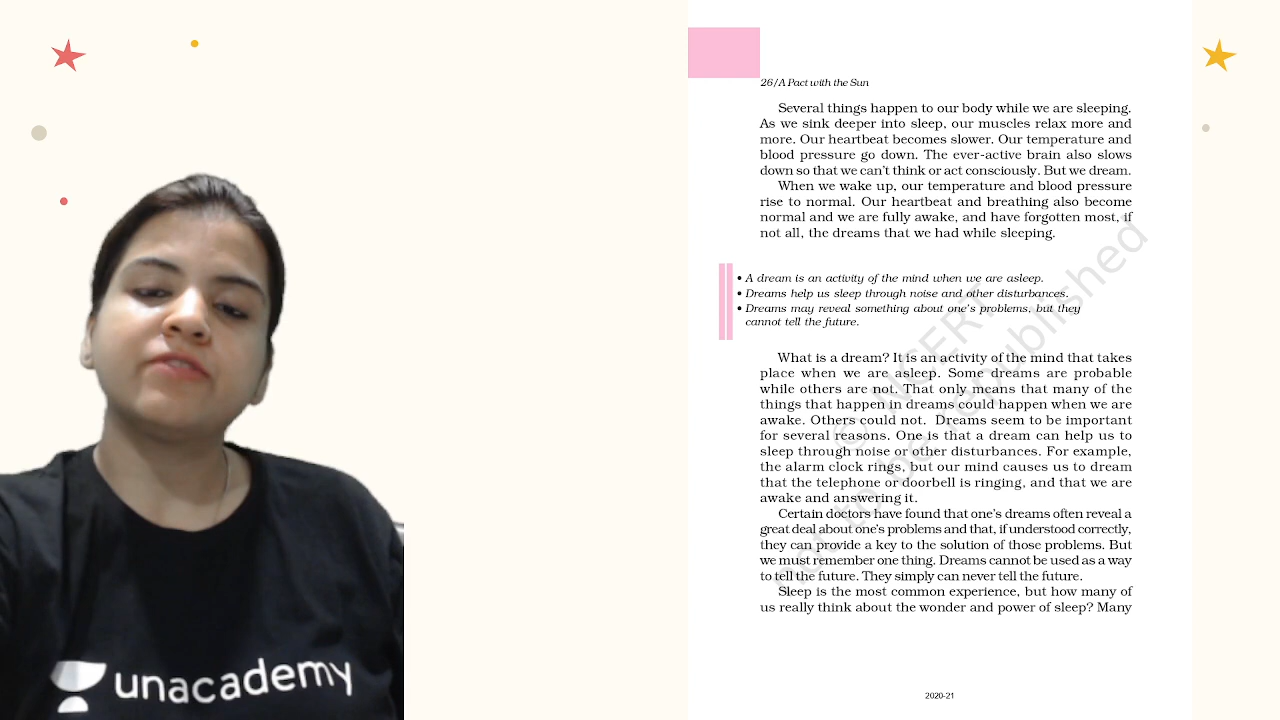 26/A Pact with the Sun
Several things happen to our body while we are sleeping.
As we sink deeper into sleep, our muscles relax more and
more. Our heartbeat becomes slower. Our temperature and
blood pressure go down. The ever-active brain also slows
down so that we can't think or act consciously. But we dream.
When we wake up, our temperature and blood pressure
rise to normal. Our heartbeat and breathing also become
normal and we are fully awake, and have forgotten most, if
not all, the dreams that we had while sleeping.
• A dream is an activity of the mind when we are asleep.
• Dreams help us sleep through noise and other disturbances.
• Dreams may reveal something about one's problems, but they
cannot tell the future.
What is a dream? It is an activity of the mind that takes
place when we are asleep. Some dreams are probable
while others are not. That only means that many of the
things that happen in dreams could happen when we are
awake. Others could not. Dreams seem to be important
for several reasons. One is that a dream can help us to
sleep through noise or other disturbances. For example,
the alarm clock rings, but our mind causes us to dream
that the telephone or doorbell is ringing, and that we are
awake and answering it.
Certain doctors have found that one's dreams often reveal a
great deal about one's problems and that, if understood correctly,
they can provide a key to the solution of those problems. But
we must remember one thing. Dreams cannot be used as a way
to tell the future. They simply can never tell the future.
Sleep is the most common experience, but how many of
us really think about the wonder and power of sleep? Many
2020-21
© NCERT
not to be republished
unacademy